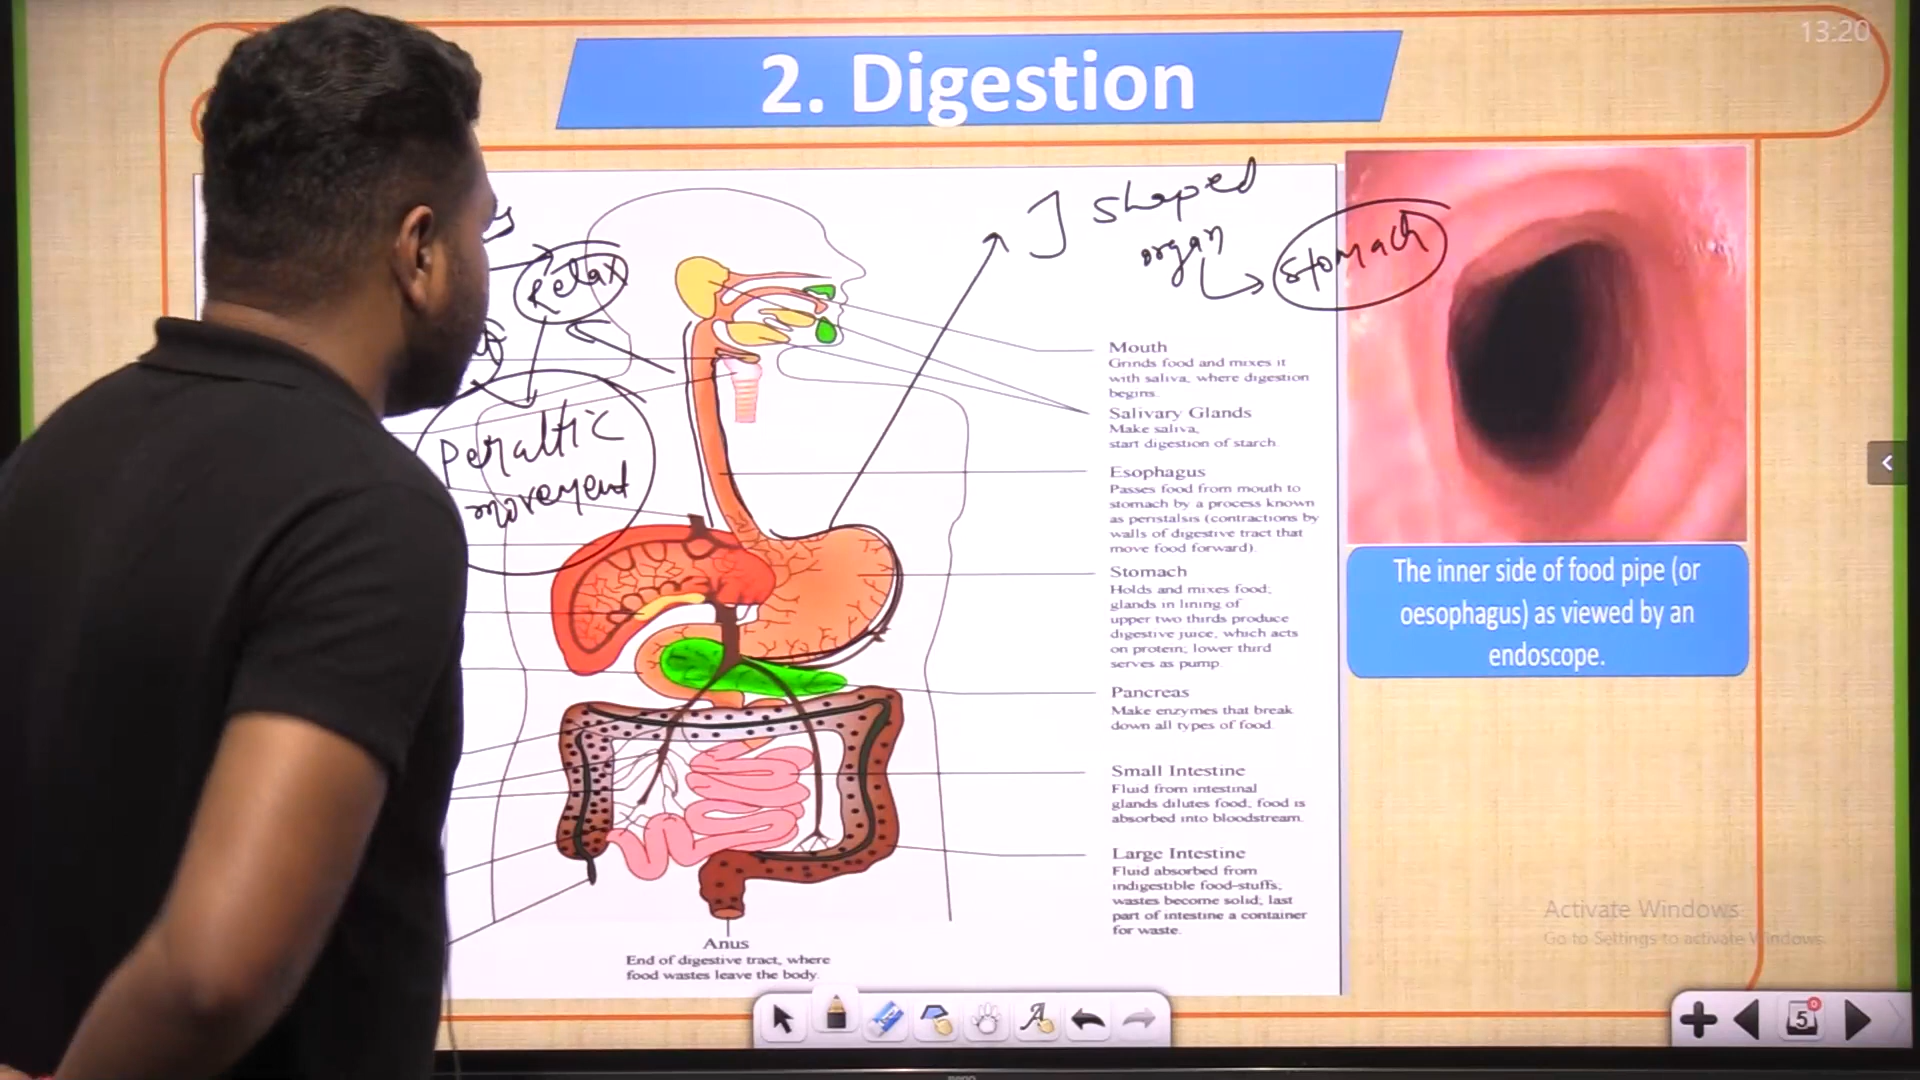 13:20
2. Digestion
J shaped
organ
stomach
Relax
Peraltic
movement
Mouth
Grinds food and mixes it
with saliva, where digestion
begins.
Salivary Glands
Make saliva,
start digestion of starch.
Esophagus
Passes food from mouth to
stomach by a process known
as peristalsis (contractions by
walls of digestive tract that
move food forward).
Stomach
Holds and mixes food;
glands in lining of
upper two thirds produce
digestive juice, which acts
on protein; lower third
serves as pump.
Pancreas
Make enzymes that break
down all types of food.
Small Intestine
Fluid from intestinal
glands dilutes food, food is
absorbed into bloodstream.
Large Intestine
Fluid absorbed from
indigestible food-stuffs;
wastes become solid; last
part of intestine a container
for waste.
Anus
End of digestive tract, where
food wastes leave the body.
The inner side of food pipe (or
oesophagus) as viewed by an
endoscope.
Activate Windows
Go to Settings to activate Windows.
A
5
0